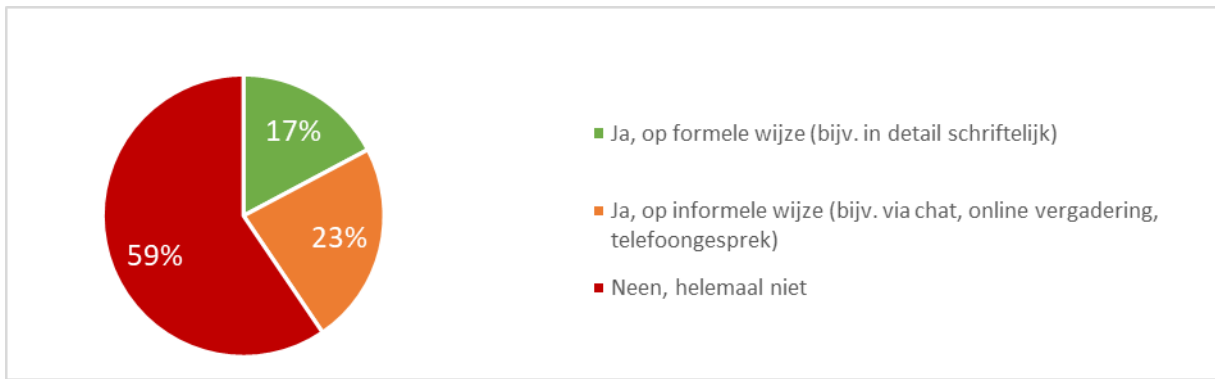 17%
23%
59%
Ja, op formele wijze (bijv. in detail schriftelijk)
Ja, op informele wijze (bijv. via chat, online vergadering,
telefoongesprek)
Neen, helemaal niet